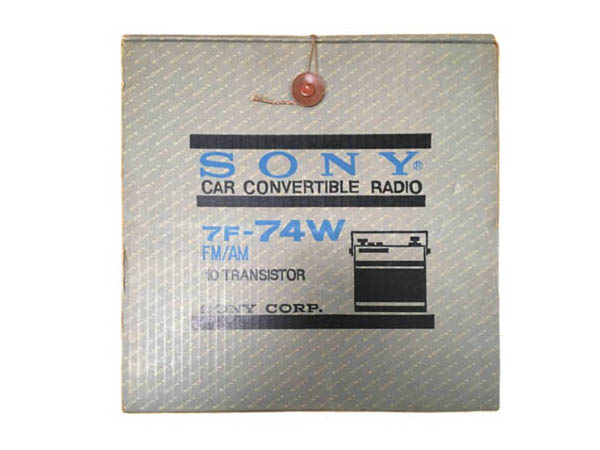 SONY®
CAR CONVERTIBLE RADIO
7F-74W
FM/AM
10 TRANSISTOR
SONY CORP.